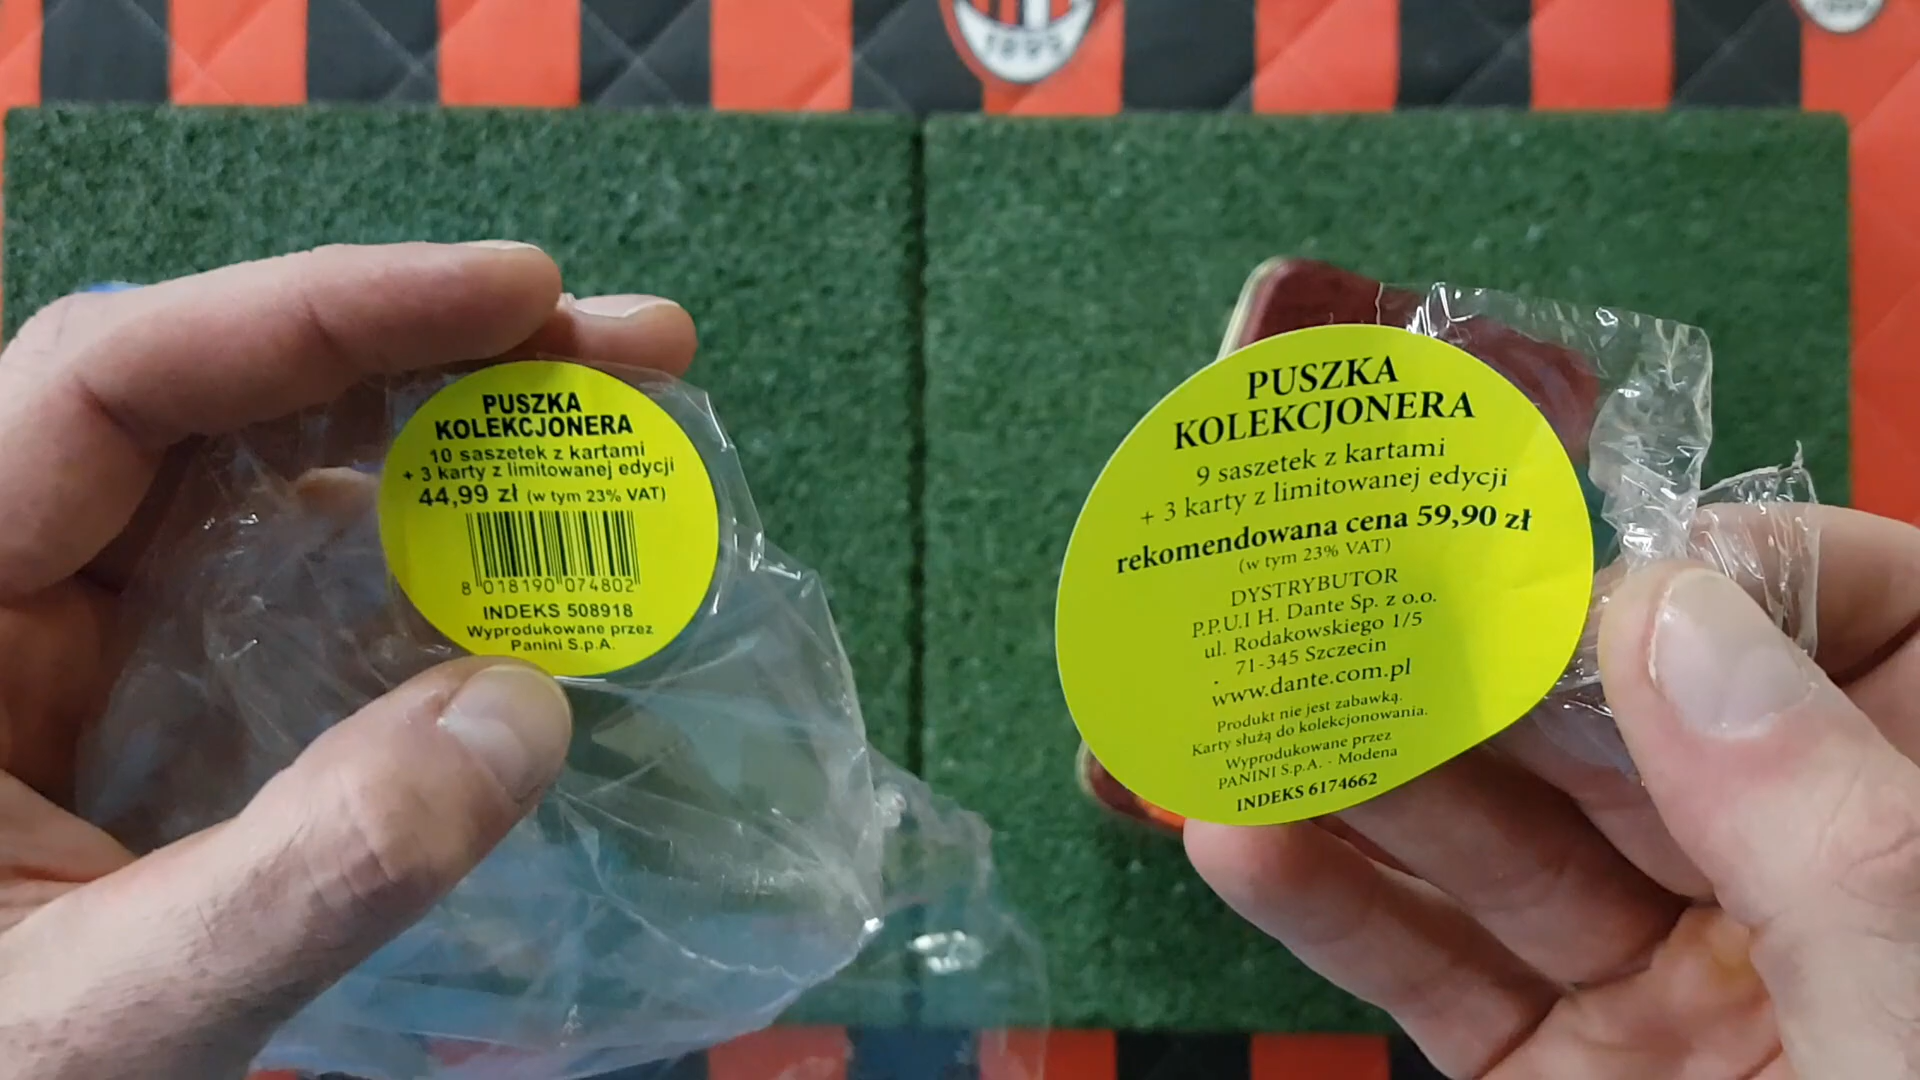 1899
PUSZKA
KOLEKCJONERA
10 saszetek z kartami
+ 3 karty z limitowanej edycji
44,99 zł (w tym 23% VAT)
8 018190 074802
INDEKS 508918
Wyprodukowane przez
Panini S.p.A.
PUSZKA
KOLEKCJONERA
9 saszetek z kartami
+ 3 karty z limitowanej edycji
rekomendowana cena 59,90 zł
(w tym 23% VAT)
DYSTRYBUTOR
P.P.U.I H. Dante Sp. z o.o.
ul. Rodakowskiego 1/5
71-345 Szczecin
www.dante.com.pl
Produkt nie jest zabawką.
Karty służą do kolekcjonowania.
Wyprodukowane przez
PANINI S.p.A. - Modena
INDEKS 6174662